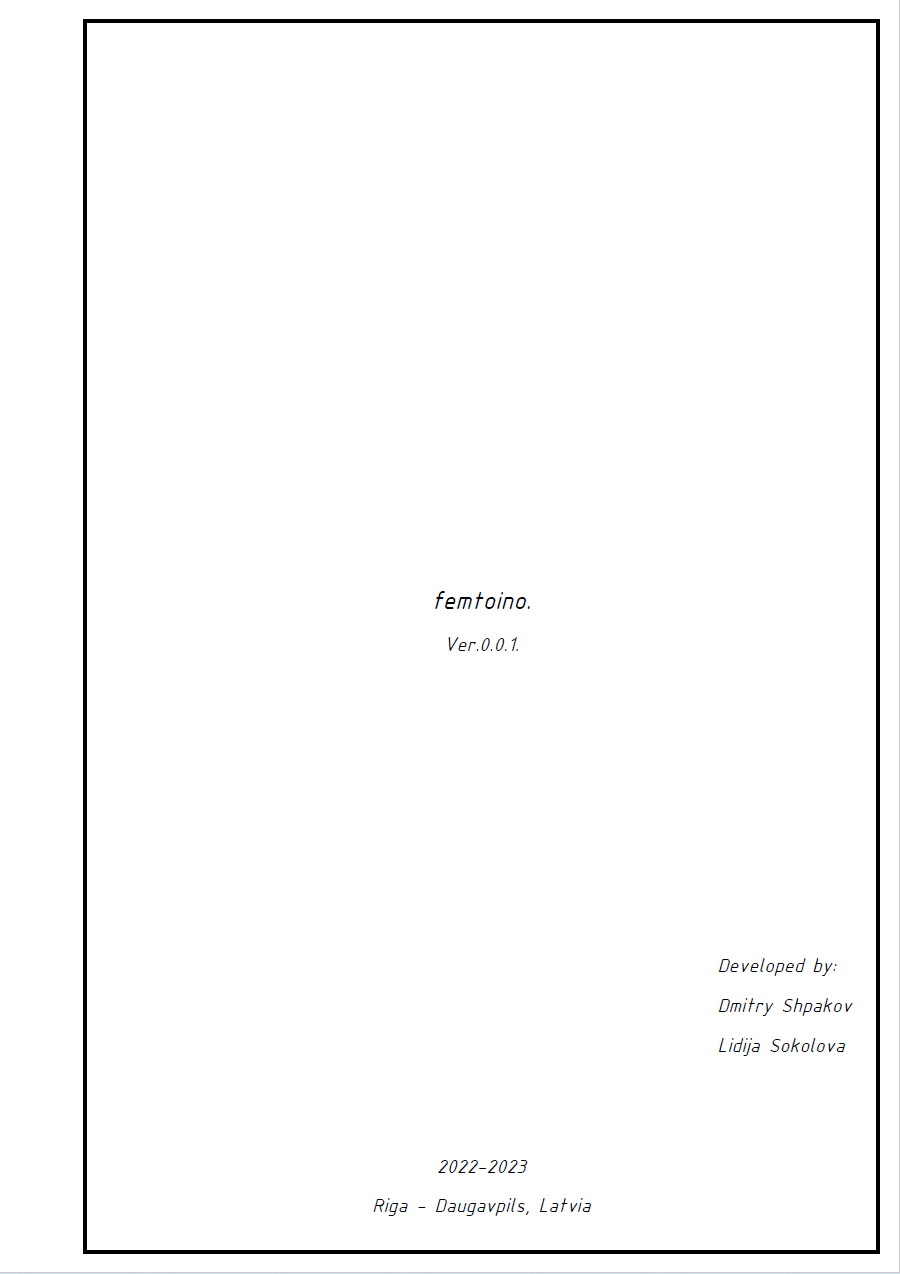 femtoino.
Ver.0.0.1.
Developed by:
Dmitry Shpakov
Lidija Sokolova
2022-2023
Riga - Daugavpils, Latvia